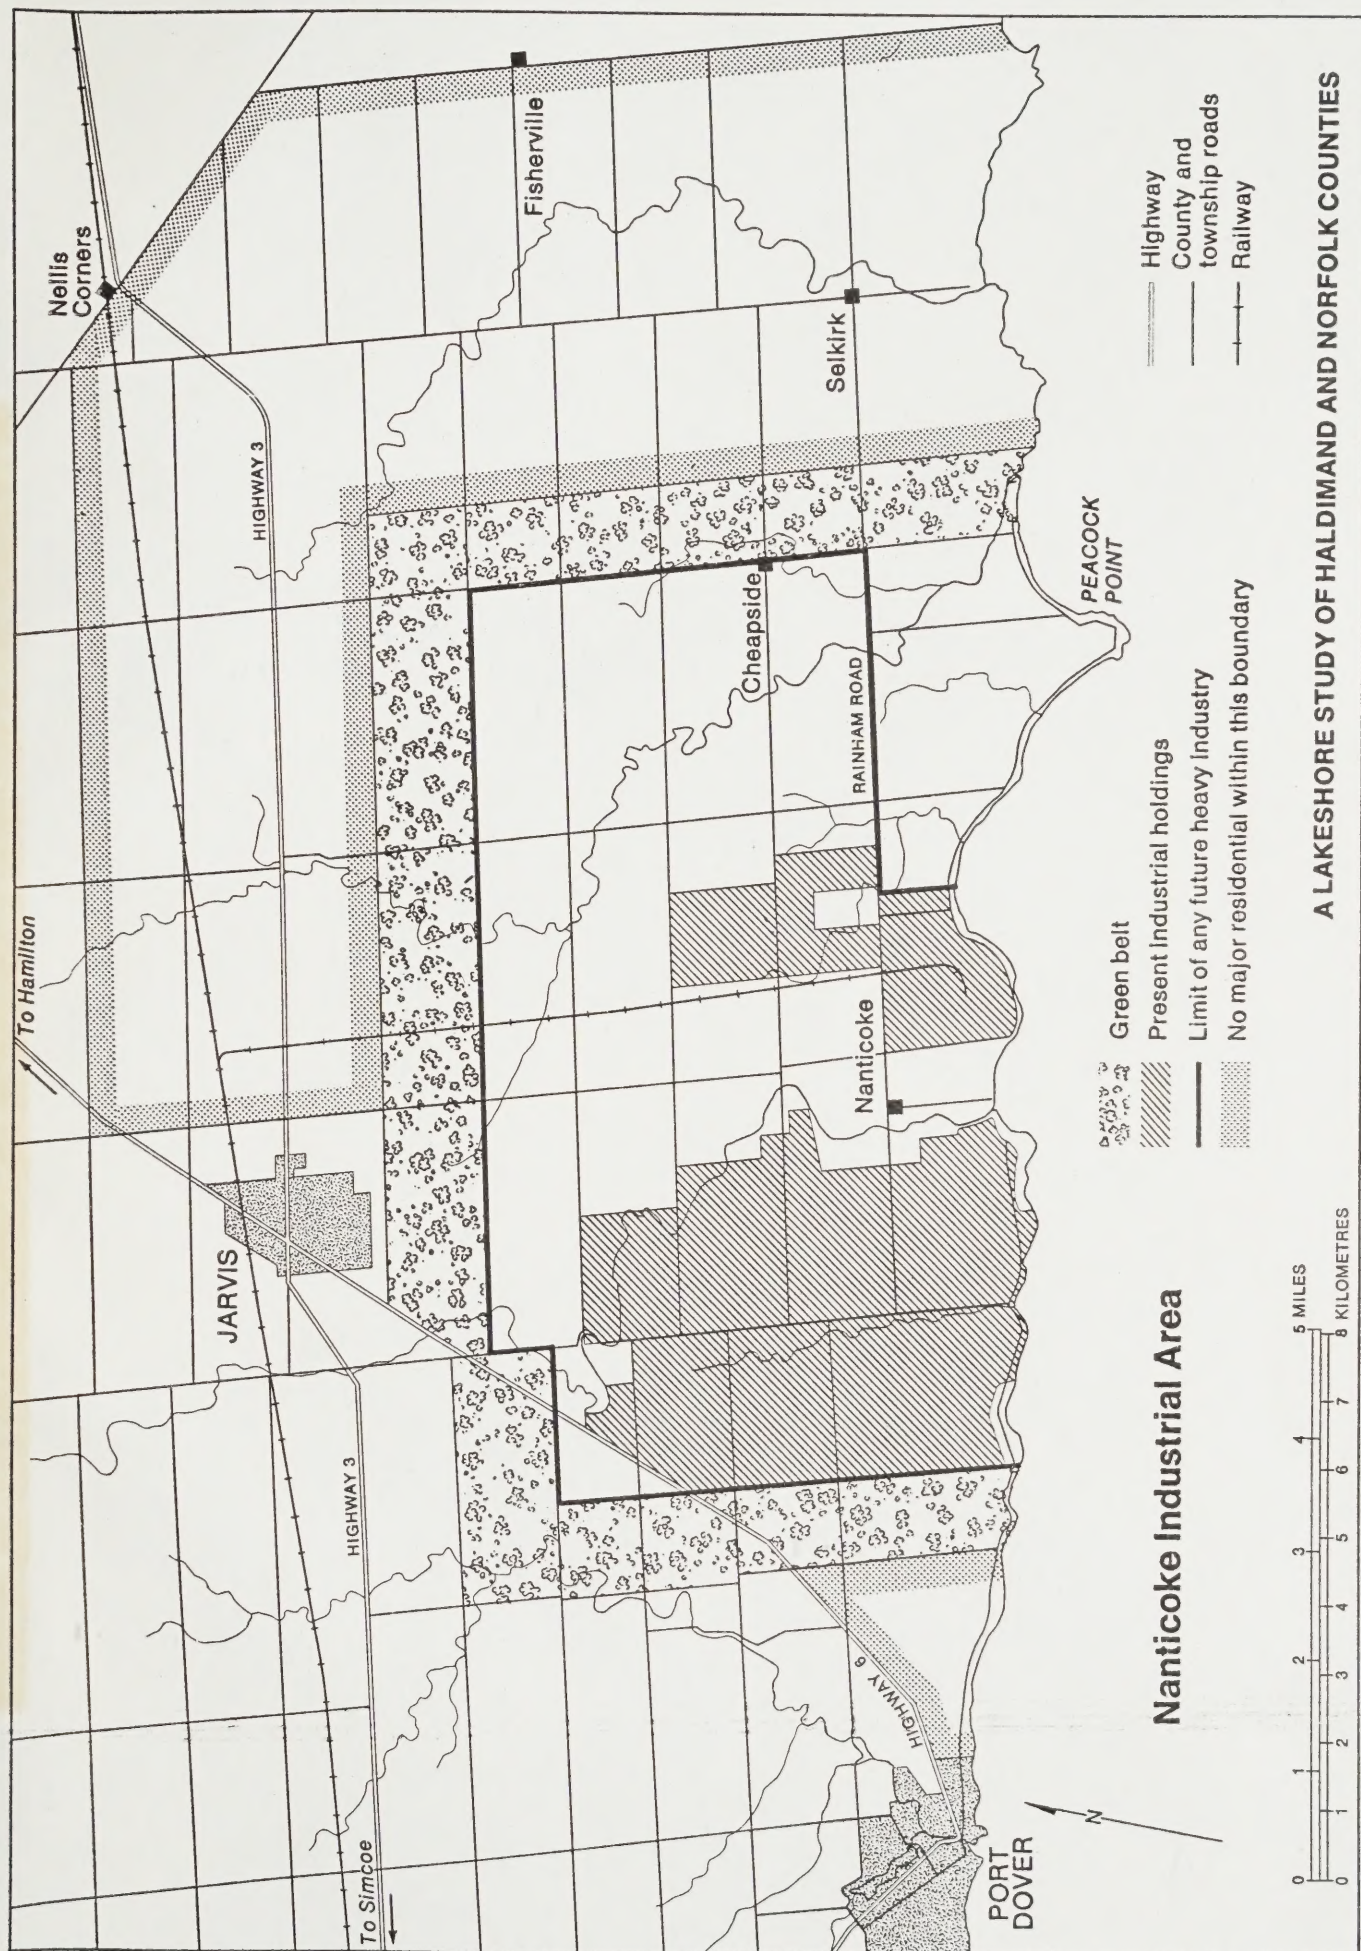 To Hamilton
Nellis
Corners
Fisherville
HIGHWAY 3
JARVIS
HIGHWAY 3
To Simcoe
Selkirk
Cheapside
RAINHAM ROAD
Nanticoke
HIGHWAY 6
PEACOCK
POINT
PORT
DOVER
N
Nanticoke Industrial Area
0 1 2 3 4 5 MILES
0 1 2 3 4 5 6 7 8 KILOMETRES
Green belt
Present Industrial holdings
Limit of any future heavy industry
No major residential within this boundary
Highway
County and
township roads
Railway
A LAKESHORE STUDY OF HALDIMAND AND NORFOLK COUNTIES